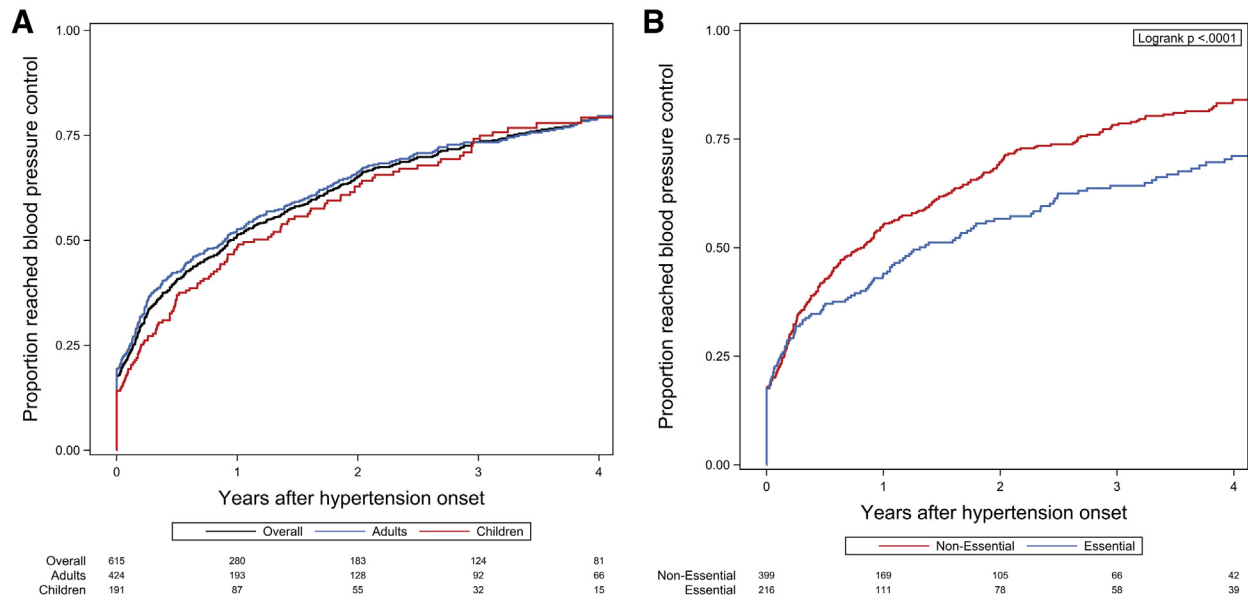 A
Proportion reached blood pressure control
1.00
0.75
0.50
0.25
0.00
0 1 2 3 4
Years after hypertension onset
Overall Adults Children
Overall 615 280 183 124 81
Adults 424 193 128 92 66
Children 191 87 55 32 15
B
Logrank p <.0001
Proportion reached blood pressure control
1.00
0.75
0.50
0.25
0.00
0 1 2 3 4
Years after hypertension onset
Non-Essential Essential
Non-Essential 399 169 105 66 42
Essential 216 111 78 58 39